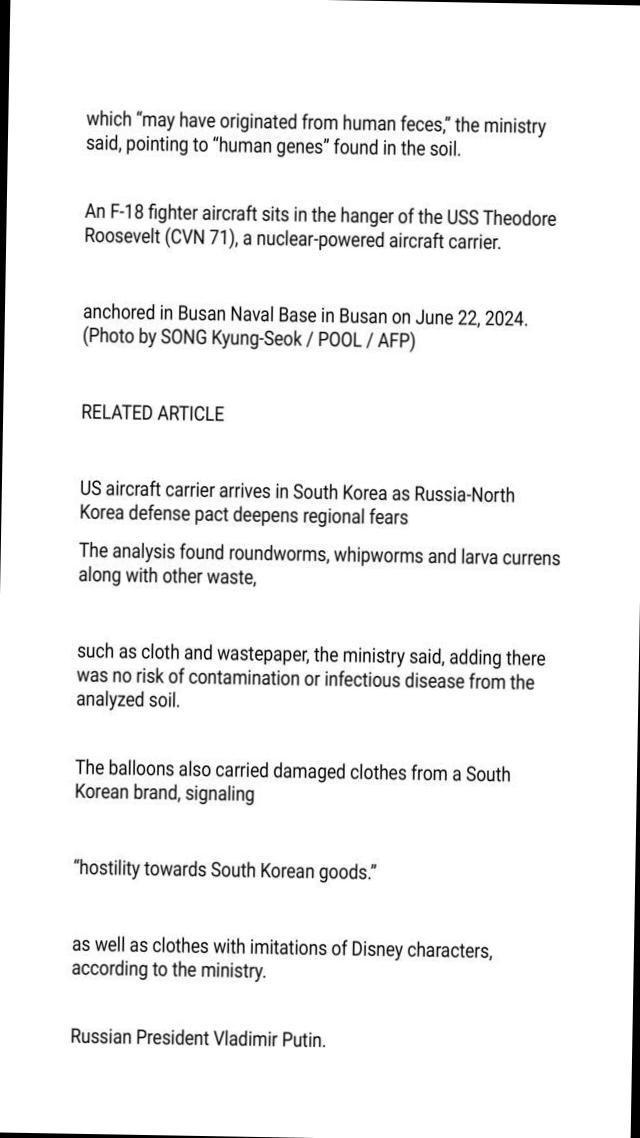 which “may have originated from human feces,” the ministry
said, pointing to “human genes” found in the soil.
An F-18 fighter aircraft sits in the hanger of the USS Theodore
Roosevelt (CVN 71), a nuclear-powered aircraft carrier.
anchored in Busan Naval Base in Busan on June 22, 2024.
(Photo by SONG Kyung-Seok / POOL / AFP)
RELATED ARTICLE
US aircraft carrier arrives in South Korea as Russia-North
Korea defense pact deepens regional fears
The analysis found roundworms, whipworms and larva currens
along with other waste,
such as cloth and wastepaper, the ministry said, adding there
was no risk of contamination or infectious disease from the
analyzed soil.
The balloons also carried damaged clothes from a South
Korean brand, signaling
“hostility towards South Korean goods.”
as well as clothes with imitations of Disney characters,
according to the ministry.
Russian President Vladimir Putin.